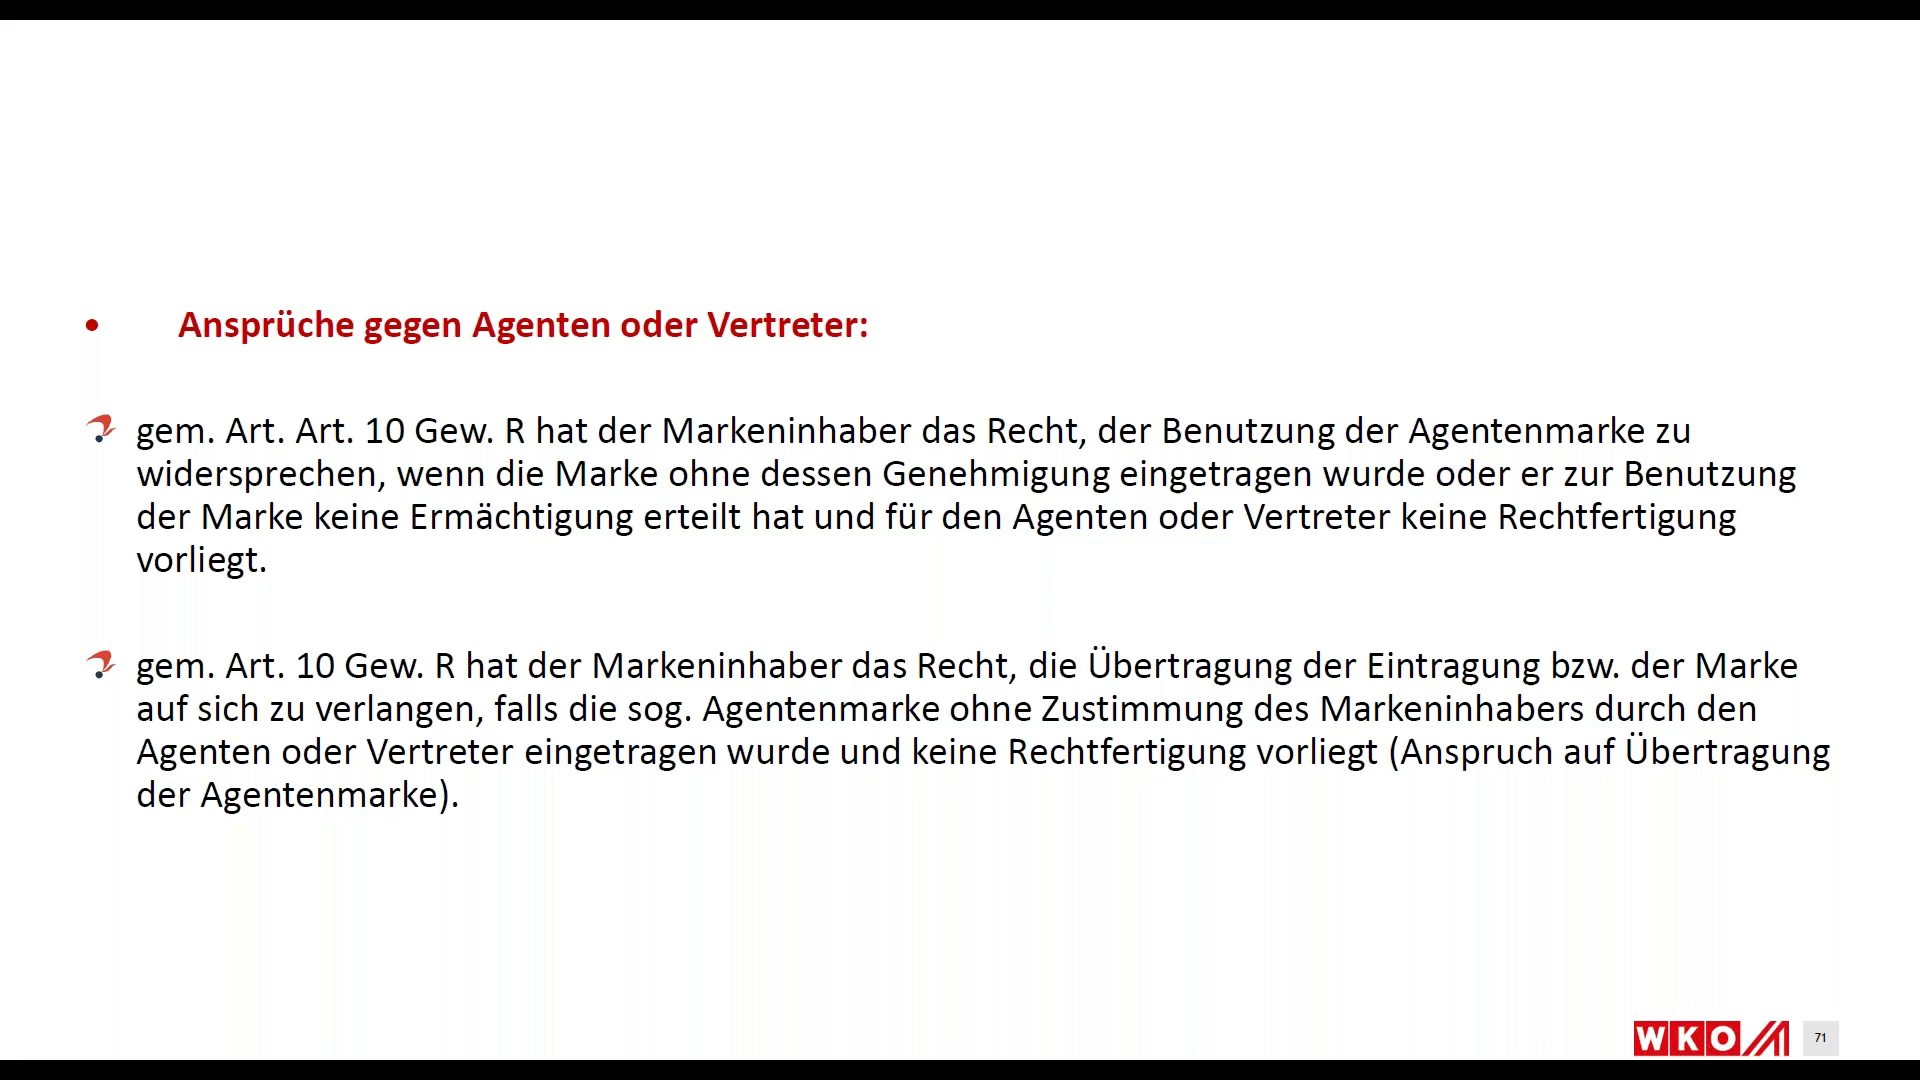 • Ansprüche gegen Agenten oder Vertreter:
gem. Art. Art. 10 Gew. R hat der Markeninhaber das Recht, der Benutzung der Agentenmarke zu
widersprechen, wenn die Marke ohne dessen Genehmigung eingetragen wurde oder er zur Benutzung
der Marke keine Ermächtigung erteilt hat und für den Agenten oder Vertreter keine Rechtfertigung
vorliegt.
gem. Art. 10 Gew. R hat der Markeninhaber das Recht, die Übertragung der Eintragung bzw. der Marke
auf sich zu verlangen, falls die sog. Agentenmarke ohne Zustimmung des Markeninhabers durch den
Agenten oder Vertreter eingetragen wurde und keine Rechtfertigung vorliegt (Anspruch auf Übertragung
der Agentenmarke).
WKO
71